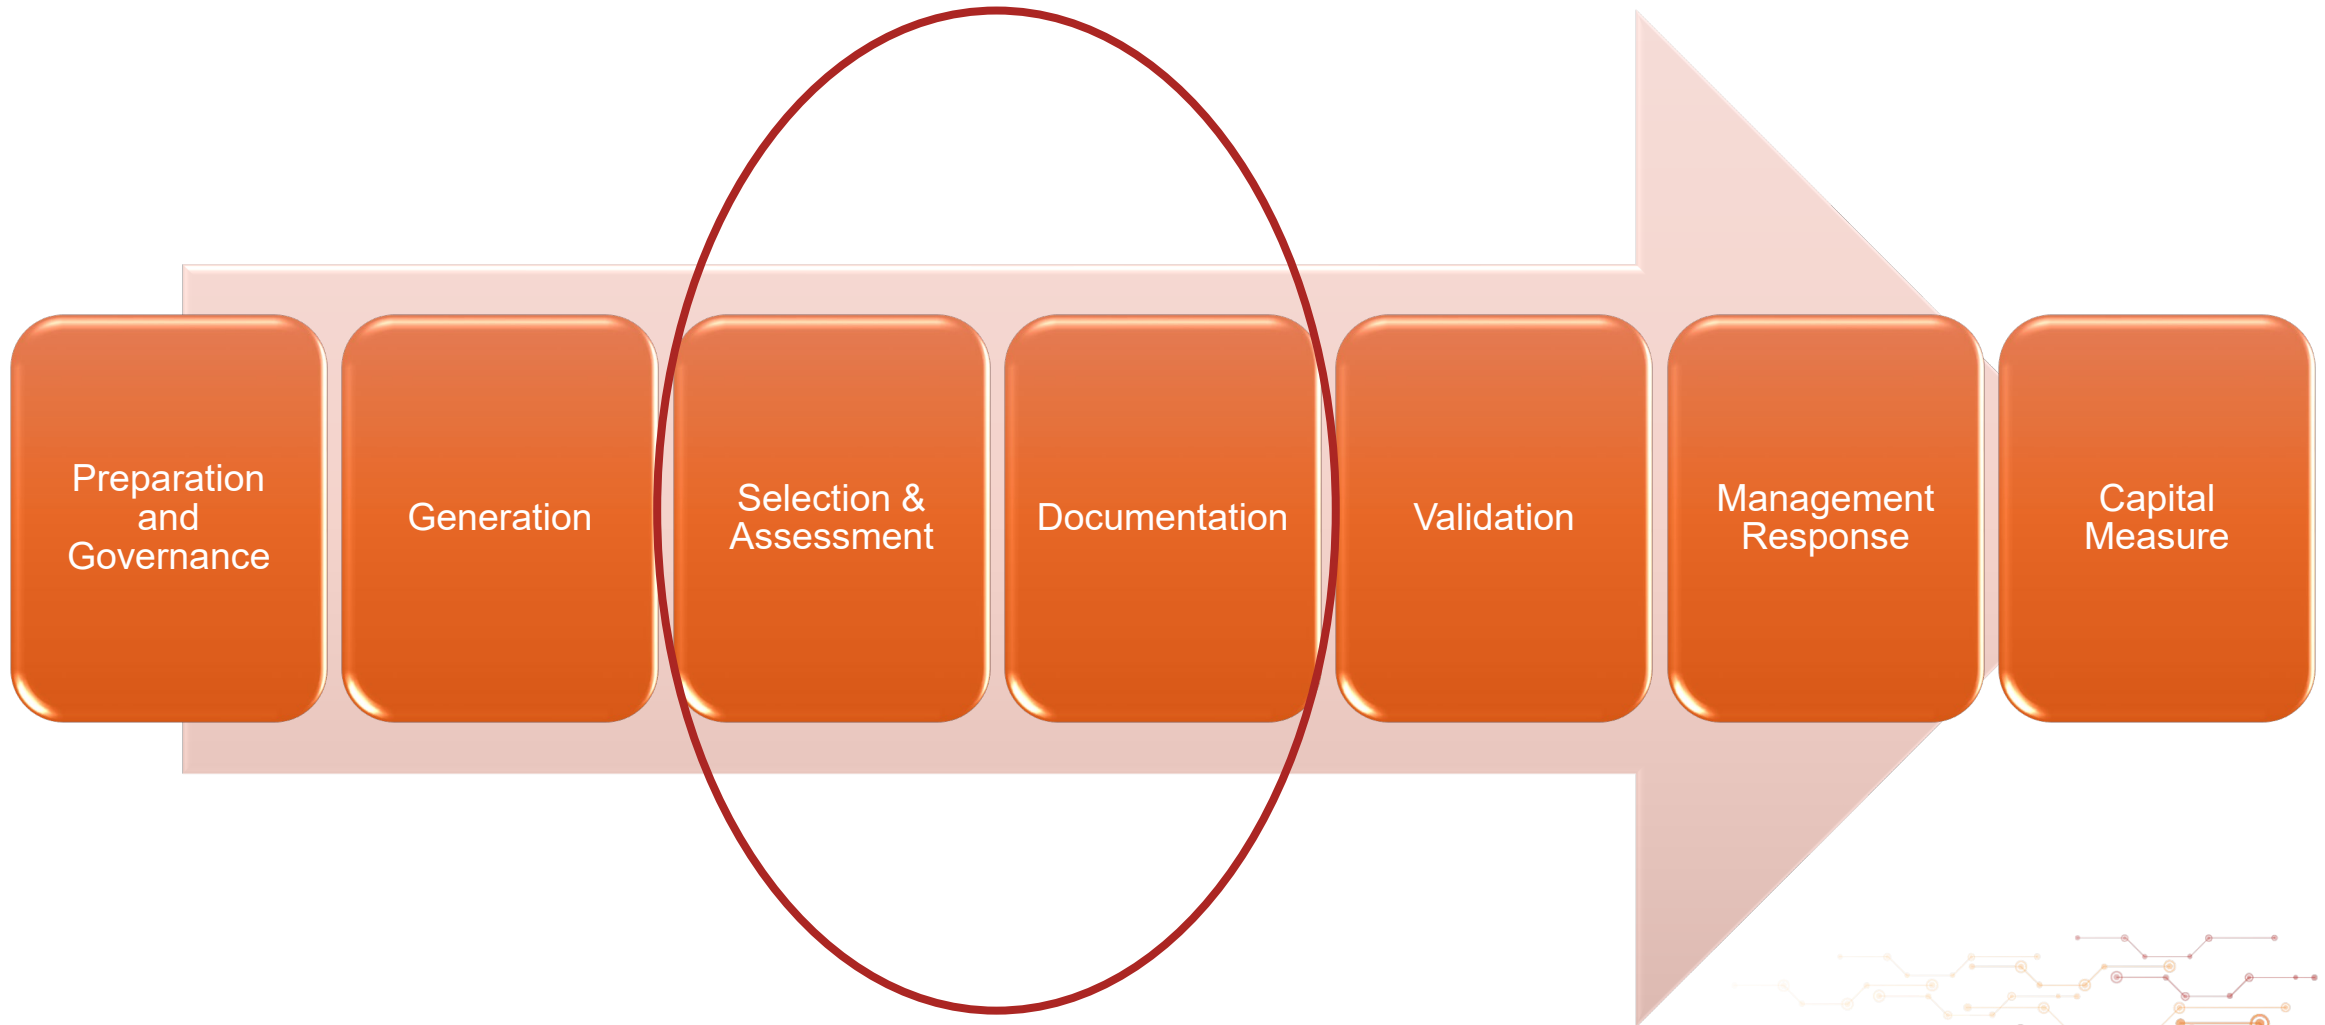 Preparation
and
Governance
Generation
Selection &
Assessment
Documentation
Validation
Management
Response
Capital
Measure